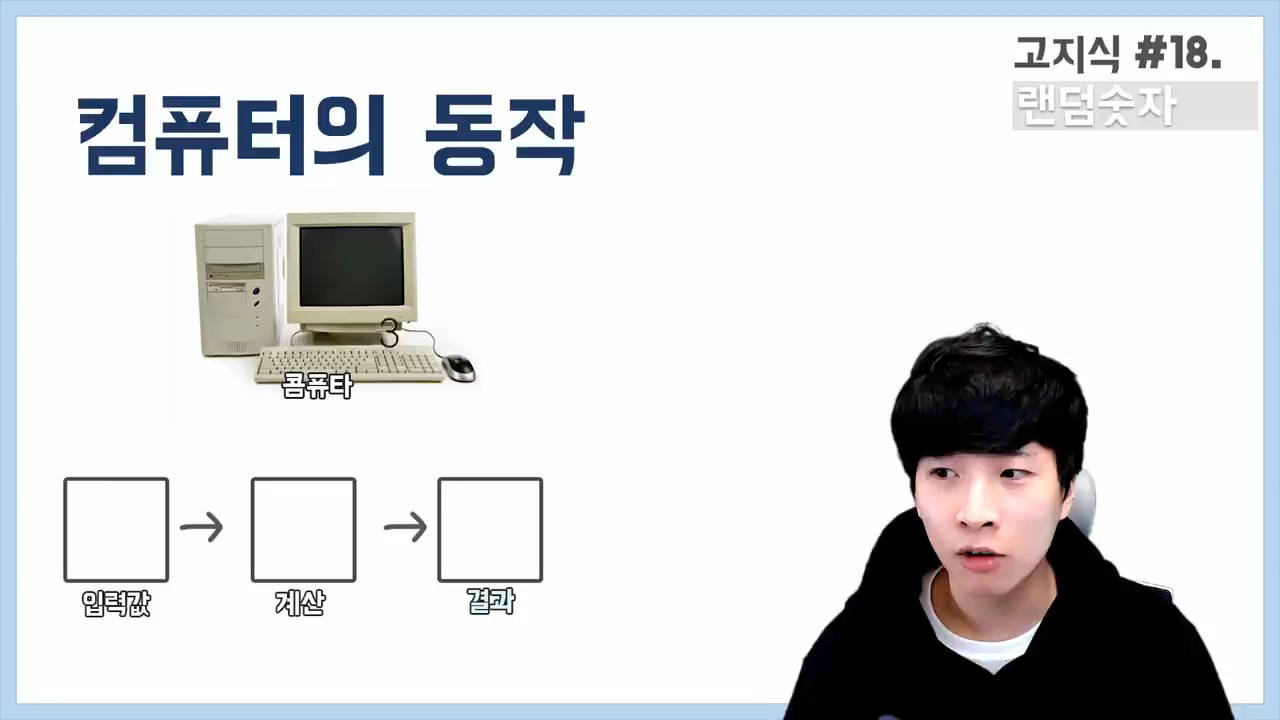 고지식 #18.
랜덤숫자
컴퓨터의 동작
콤퓨타
입력값
계산
결과